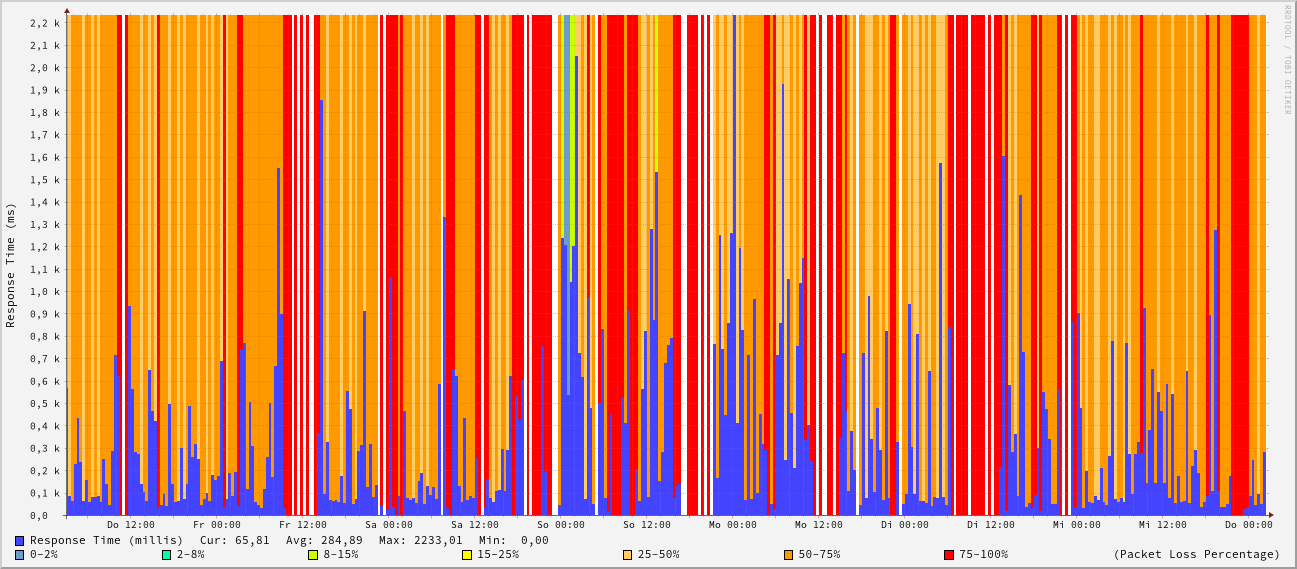 RRDTOOL / TOBI OETIKER
Response Time (ms)
2,2 k
2,1 k
2,0 k
1,9 k
1,8 k
1,7 k
1,6 k
1,5 k
1,4 k
1,3 k
1,2 k
1,1 k
1,0 k
0,9 k
0,8 k
0,7 k
0,6 k
0,5 k
0,4 k
0,3 k
0,2 k
0,1 k
0,0
Do 12:00 Fr 00:00 Fr 12:00 Sa 00:00 Sa 12:00 So 00:00 So 12:00 Mo 00:00 Mo 12:00 Di 00:00 Di 12:00 Mi 00:00 Mi 12:00 Do 00:00
Response Time (millis) Cur: 65,81 Avg: 284,89 Max: 2233,01 Min: 0,00
0-2% 2-8% 8-15% 15-25% 25-50% 50-75% 75-100% (Packet Loss Percentage)